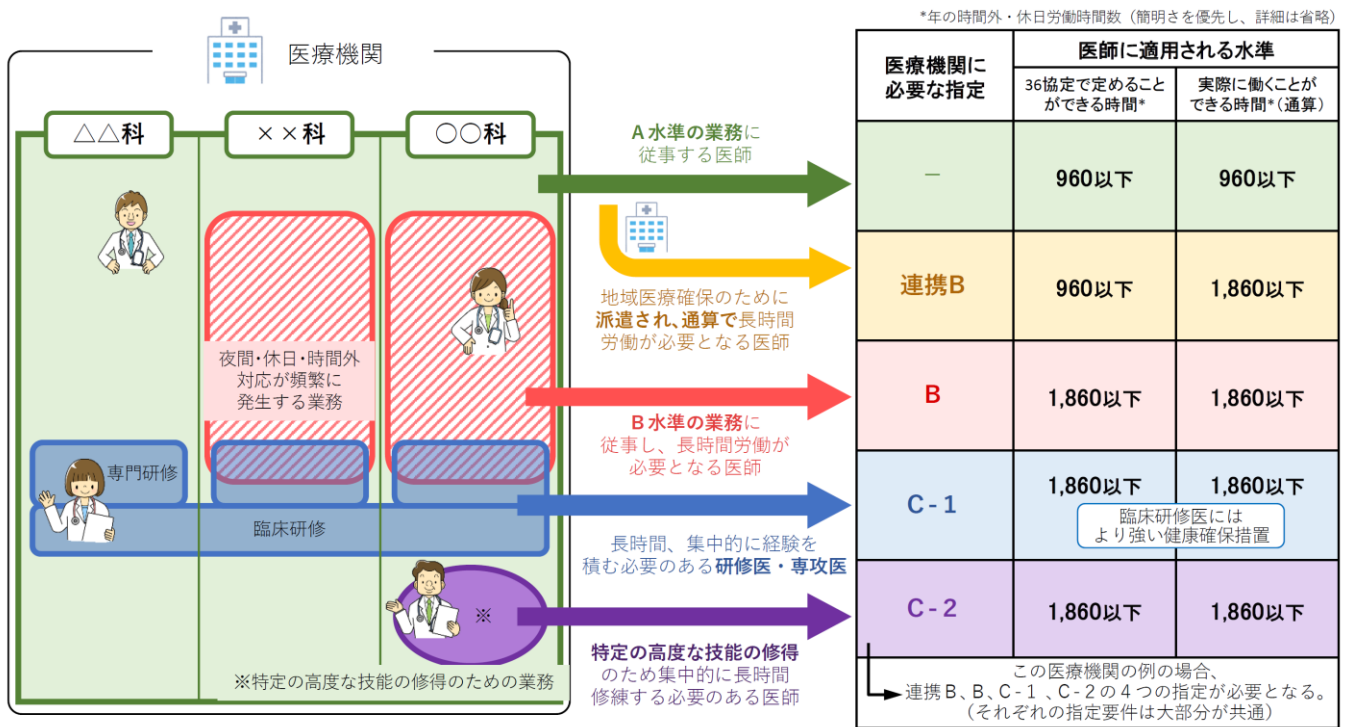 *年の時間外・休日労働時間数（簡明さを優先し、詳細は省略）
医療機関
△△科
××科
○○科
夜間・休日・時間外
対応が頻繁に
発生する業務
専門研修
臨床研修
※
※特定の高度な技能の修得のための業務
A水準の業務に
従事する医師
地域医療確保のために
派遣され、通算で長時間
労働が必要となる医師
B水準の業務に
従事し、長時間労働が
必要となる医師
長時間、集中的に経験を
積む必要のある研修医・専攻医
特定の高度な技能の修得
のため集中的に長時間
修練する必要のある医師
医療機関に
必要な指定
医師に適用される水準
36協定で定めること
ができる時間*
実際に働くことが
できる時間*（通算）
－
960以下
960以下
連携B
960以下
1,860以下
B
1,860以下
1,860以下
C-1
1,860以下
1,860以下
臨床研修医には
より強い健康確保措置
C-2
1,860以下
1,860以下
この医療機関の例の場合、
連携B、B、C-1、C-2の4つの指定が必要となる。
（それぞれの指定要件は大部分が共通）